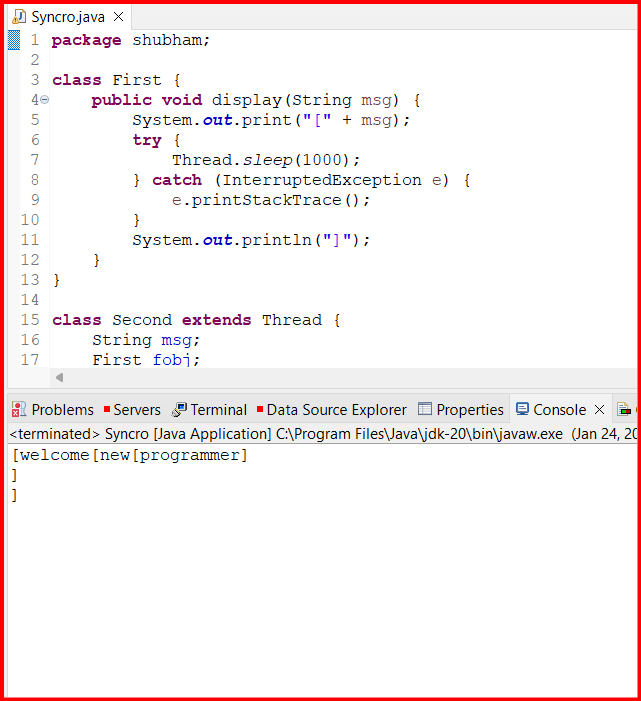 Syncro.java
1 package shubham;
2
3 class First {
4 public void display(String msg) {
5 System.out.print("[" + msg);
6 try {
7 Thread.sleep(1000);
8 } catch (InterruptedException e) {
9 e.printStackTrace();
10 }
11 System.out.println("]");
12 }
13 }
14
15 class Second extends Thread {
16 String msg;
17 First fobj;
Problems Servers Terminal Data Source Explorer Properties Console
<terminated> Syncro [Java Application] C:\Program Files\Java\jdk-20\bin\javaw.exe (Jan 24, 20
[welcome[new[programmer]
]
]